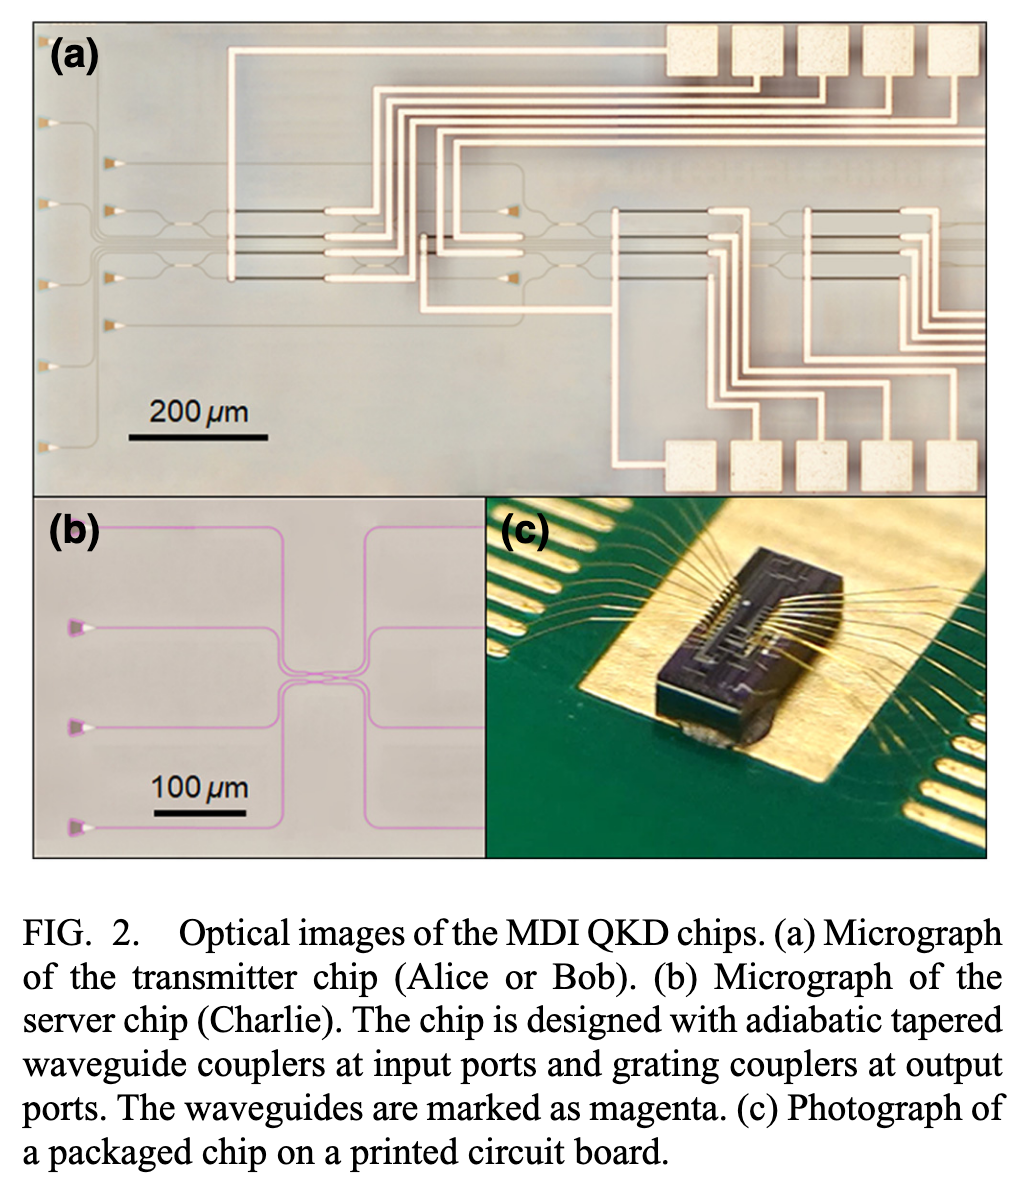 (a)
200 µm
(b)
100 µm
(c)
FIG. 2. Optical images of the MDI QKD chips. (a) Micrograph
of the transmitter chip (Alice or Bob). (b) Micrograph of the
server chip (Charlie). The chip is designed with adiabatic tapered
waveguide couplers at input ports and grating couplers at output
ports. The waveguides are marked as magenta. (c) Photograph of
a packaged chip on a printed circuit board.